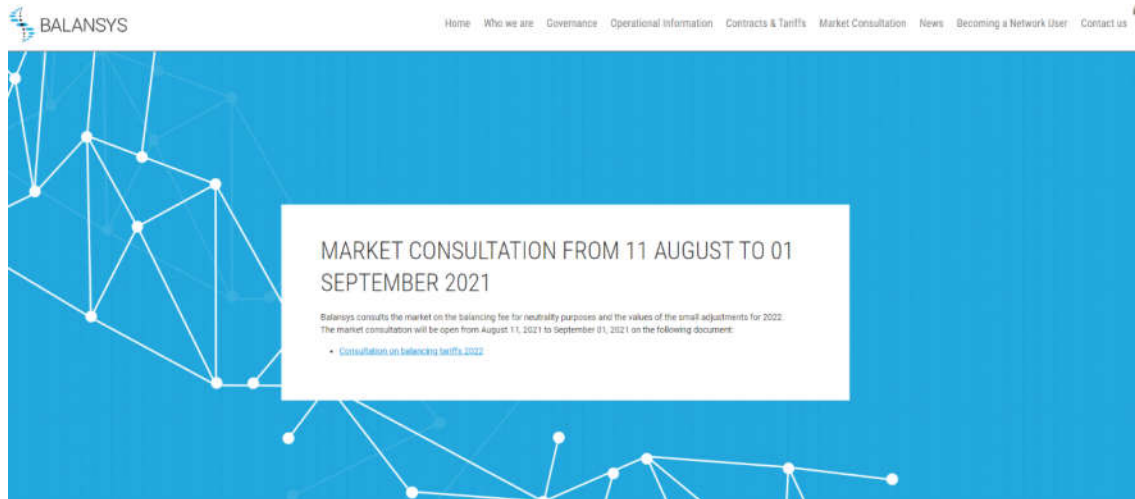 BALANSYS
Home Who we are Governance Operational Information Contracts & Tariffs Market Consultation News Becoming a Network User Contact us
MARKET CONSULTATION FROM 11 AUGUST TO 01
SEPTEMBER 2021
Balansys consults the market on the balancing fee for neutrality purposes and the values of the small adjustments for 2022.
The market consultation will be open from August 11, 2021 to September 01, 2021 on the following document:
• Consultation on balancing tariffs 2022